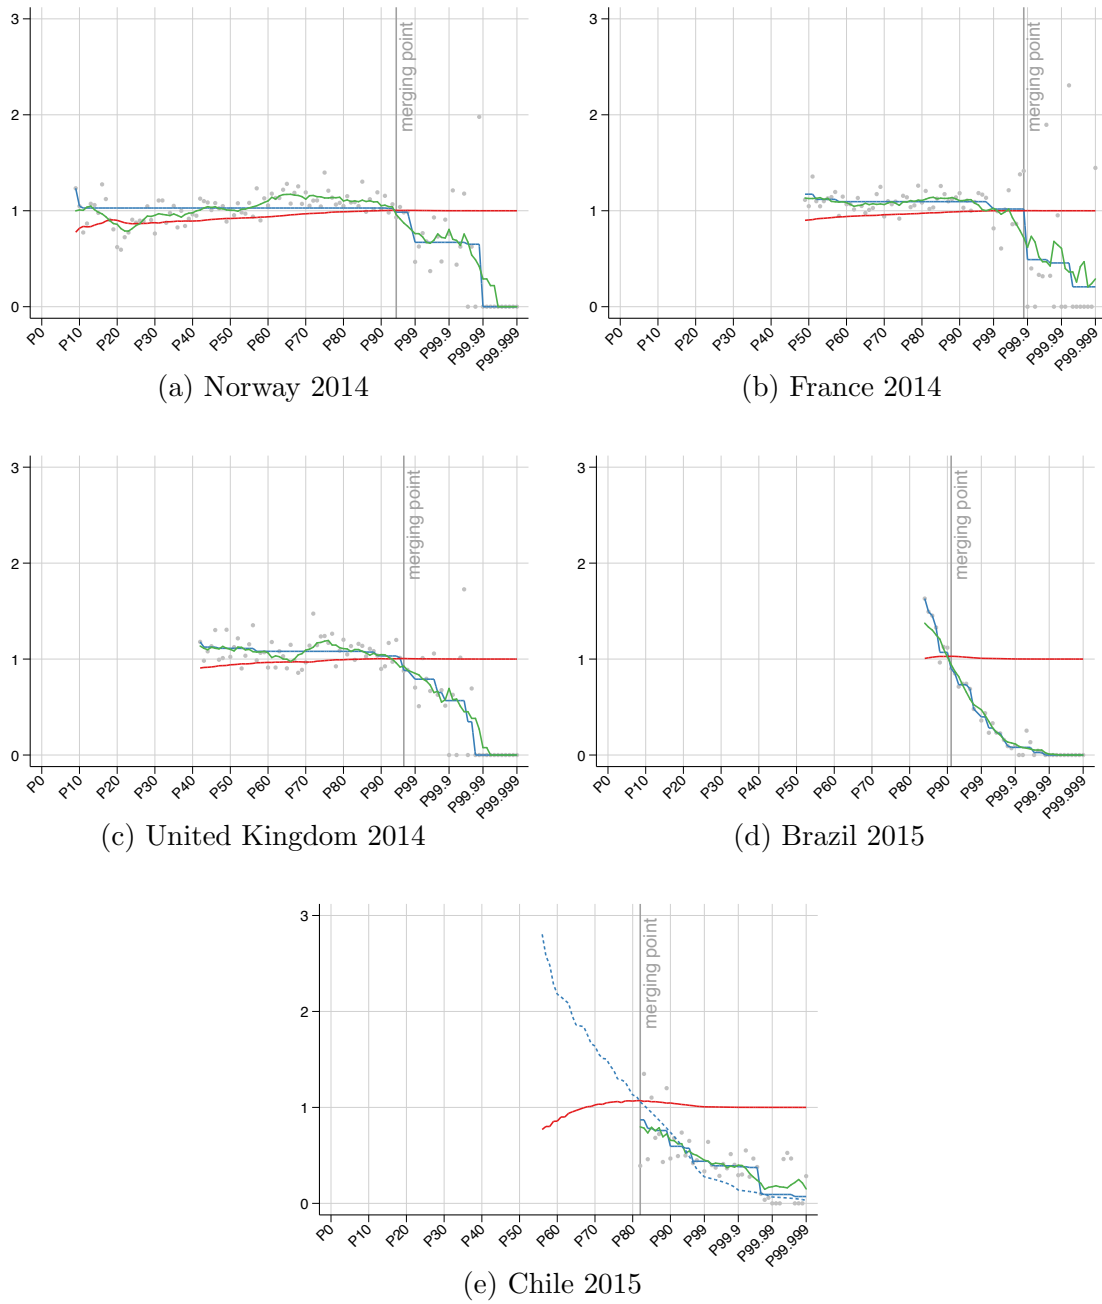 3
2
1
0
merging point
P0
P10
P20
P30
P40
P50
P60
P70
P80
P90
P99
P99.9
P99.99
P99.999
(a) Norway 2014
3
2
1
0
merging point
P0
P10
P20
P30
P40
P50
P60
P70
P80
P90
P99
P99.9
P99.99
P99.999
(b) France 2014
3
2
1
0
merging point
P0
P10
P20
P30
P40
P50
P60
P70
P80
P90
P99
P99.9
P99.99
P99.999
(c) United Kingdom 2014
3
2
1
0
merging point
P0
P10
P20
P30
P40
P50
P60
P70
P80
P90
P99
P99.9
P99.99
P99.999
(d) Brazil 2015
3
2
1
0
merging point
P0
P10
P20
P30
P40
P50
P60
P70
P80
P90
P99
P99.9
P99.99
P99.999
(e) Chile 2015